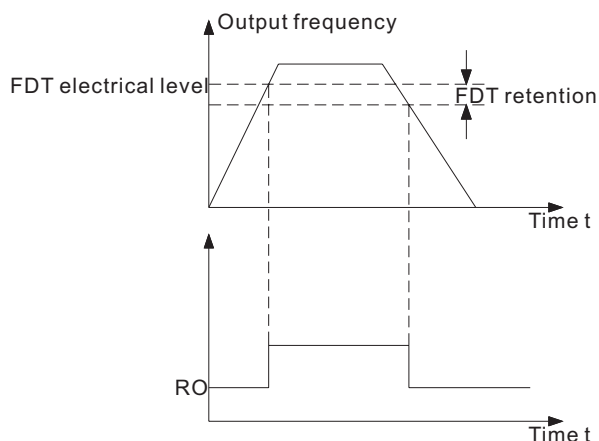 Output frequency
FDT electrical level
FDT retention
Time t
RO
Time t